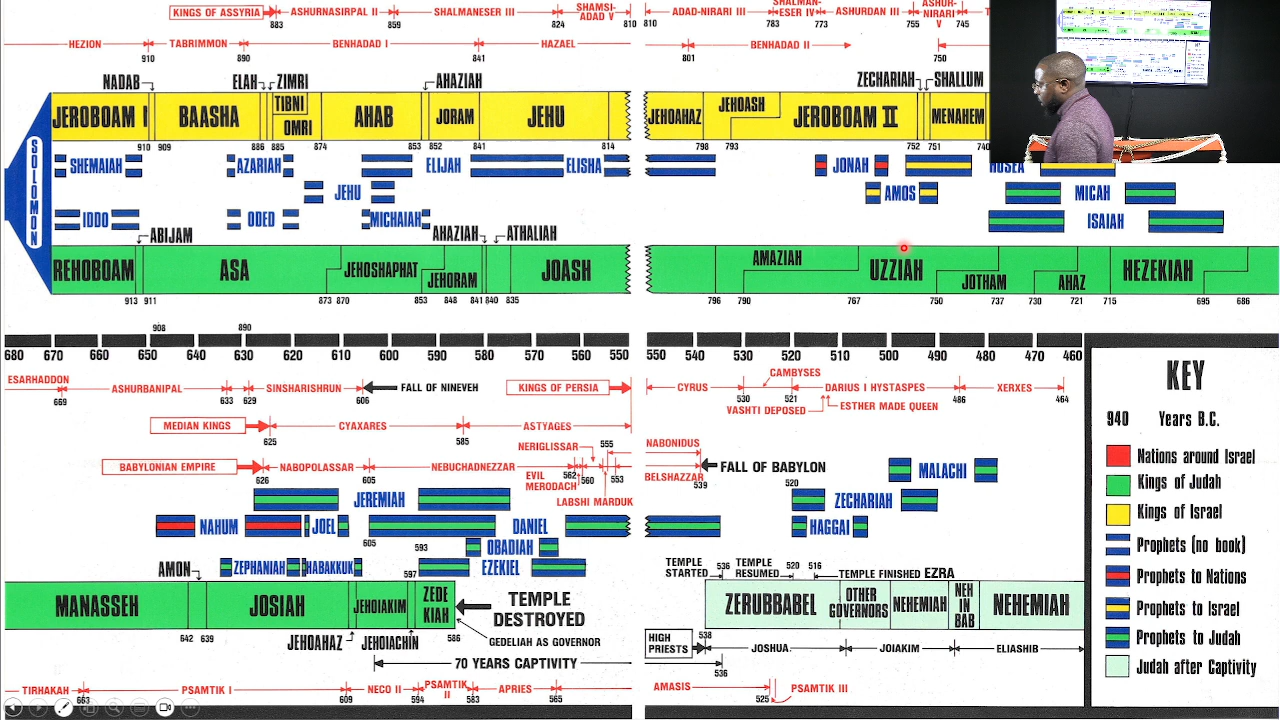 KINGS OF ASSYRIA ASHURNASIRPAL II SHALMANESER III SHAMSI-ADAD V
883 859 824 810
810 ADAD-NIRARI III SHALMAN-ESER IV ASHURDAN III ASHUR-NIRARI V
783 773 755 745
HEZION TABRIMMON BENHADAD I HAZAEL BENHADAD II
910 890 841 801 750
NADAB ELAH ZIMRI AHAZIAH ZECHARIAH SHALLUM
JEROBOAM I BAASHA TIBNI OMRI AHAB JORAM JEHU JEHOAHAZ JEHOASH JEROBOAM II MENAHEM
910 909 886 885 874 853 852 841 814 798 793 752 751 740
SOLOMON
SHEMAIAH AZARIAH ELIJAH ELISHA JONAH HOSEA
JEHU AMOS MICAH
IDDO ODED MICHAIAH ISAIAH
ABIJAM AHAZIAH ATHALIAH
REHOBOAM ASA JEHOSHAPHAT JEHORAM JOASH AMAZIAH UZZIAH JOTHAM AHAZ HEZEKIAH
913 911 873 870 853 848 841 840 835 796 790 767 750 737 730 721 715 695 686
908 890
680 670 660 650 640 630 620 610 600 590 580 570 560 550
550 540 530 520 510 500 490 480 470 460
ESARHADDON ASHURBANIPAL SINSHARISHRUN FALL OF NINEVEH KINGS OF PERSIA
669 633 629 606
CYRUS CAMBYSES DARIUS I HYSTASPES XERXES
530 521 486 464
VASHTI DEPOSED ESTHER MADE QUEEN
MEDIAN KINGS CYAXARES ASTYAGES
625 585
BABYLONIAN EMPIRE NABOPOLASSAR NEBUCHADNEZZAR
626 605
NERIGLISSAR 555
EVIL MERODACH 562 560 553
LABSHI MARDUK
NABONIDUS
BELSHAZZAR 539
FALL OF BABYLON
JEREMIAH
NAHUM JOEL DANIEL
605 593
OBADIAH
ZEPHANIAH HABAKKUK EZEKIEL
MALACHI
520
ZECHARIAH
HAGGAI
AMON 597
MANASSEH JOSIAH JEHOIAKIM ZEDEKIAH
642 639 586
JEHOAHAZ JEHOIACHIN
TEMPLE DESTROYED
GEDELIAH AS GOVERNOR
70 YEARS CAPTIVITY
TEMPLE STARTED 536 TEMPLE RESUMED 520 516 TEMPLE FINISHED EZRA
ZERUBBABEL OTHER GOVERNORS NEHEMIAH NEH IN BAB NEHEMIAH
HIGH PRIESTS 538 JOSHUA JOIAKIM ELIASHIB
536
TIRHAKAH PSAMTIK I NECO II PSAMTIK II APRIES
663 609 594 583 565
AMASIS 525 PSAMTIK III
KEY
940 Years B.C.
Nations around Israel
Kings of Judah
Kings of Israel
Prophets (no book)
Prophets to Nations
Prophets to Israel
Prophets to Judah
Judah after Captivity